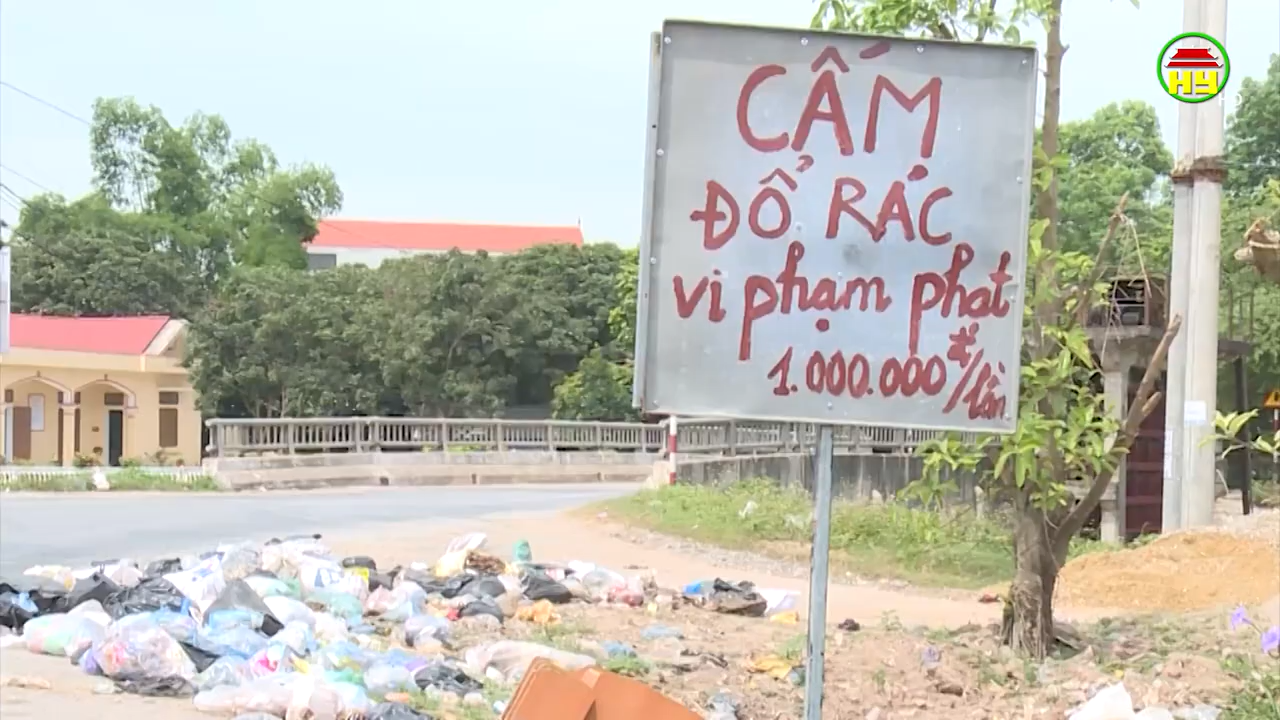 HY
CẤM
ĐỔ RÁC
vi phạm phạt
1.000.000đ/lần